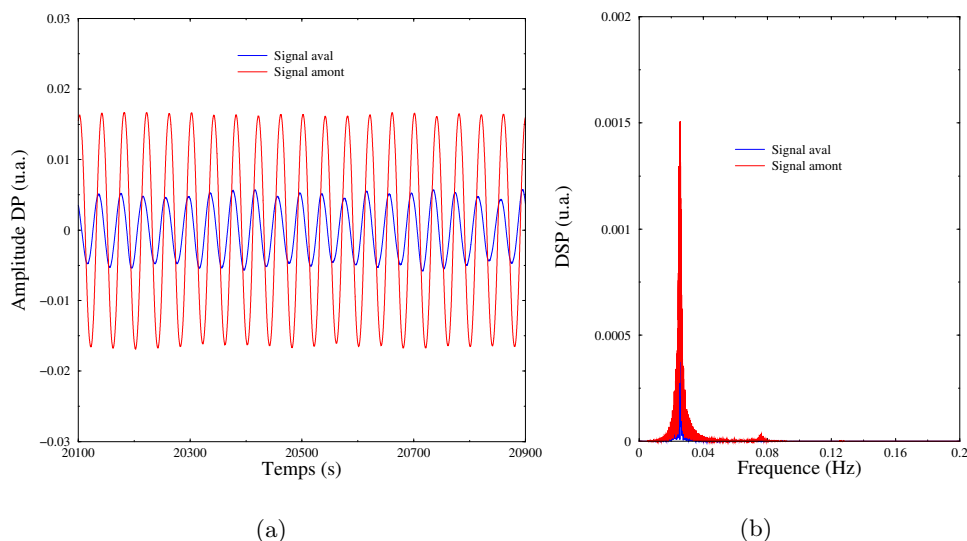 0.03
0.02
0.01
0
−0.01
−0.02
−0.03
Amplitude DP (u.a.)
Signal aval
Signal amont
20100 20300 20500 20700 20900
Temps (s)
(a)
0.002
0.0015
0.001
0.0005
0
DSP (u.a.)
Signal aval
Signal amont
0 0.04 0.08 0.12 0.16 0.2
Frequence (Hz)
(b)